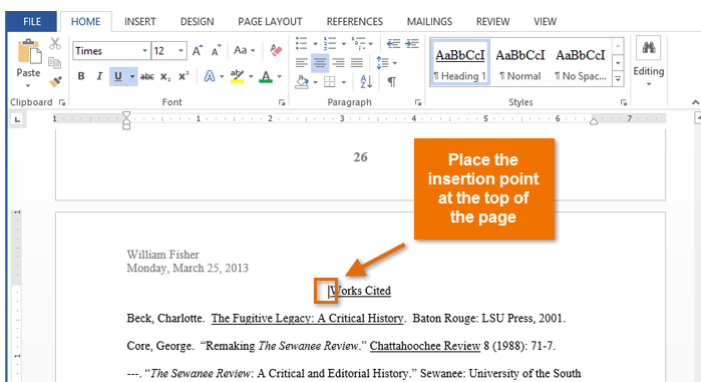 FILE HOME INSERT DESIGN PAGE LAYOUT REFERENCES MAILINGS REVIEW VIEW
Times 12 A A Aa
Paste B I U abc X₂ X² A ab A
AaBbCcI AaBbCcI AaBbCcI
¶ Heading 1 ¶ Normal ¶ No Spac...
Editing
Clipboard Font Paragraph Styles
L 1 1 2 3 4 5 6 7
26
Place the
insertion point
at the top of
the page
1
William Fisher
Monday, March 25, 2013
Works Cited
Beck, Charlotte. The Fugitive Legacy: A Critical History. Baton Rouge: LSU Press, 2001.
Core, George. “Remaking The Sewanee Review.” Chattahoochee Review 8 (1988): 71-7.
---. “The Sewanee Review: A Critical and Editorial History.” Sewanee: University of the South
1